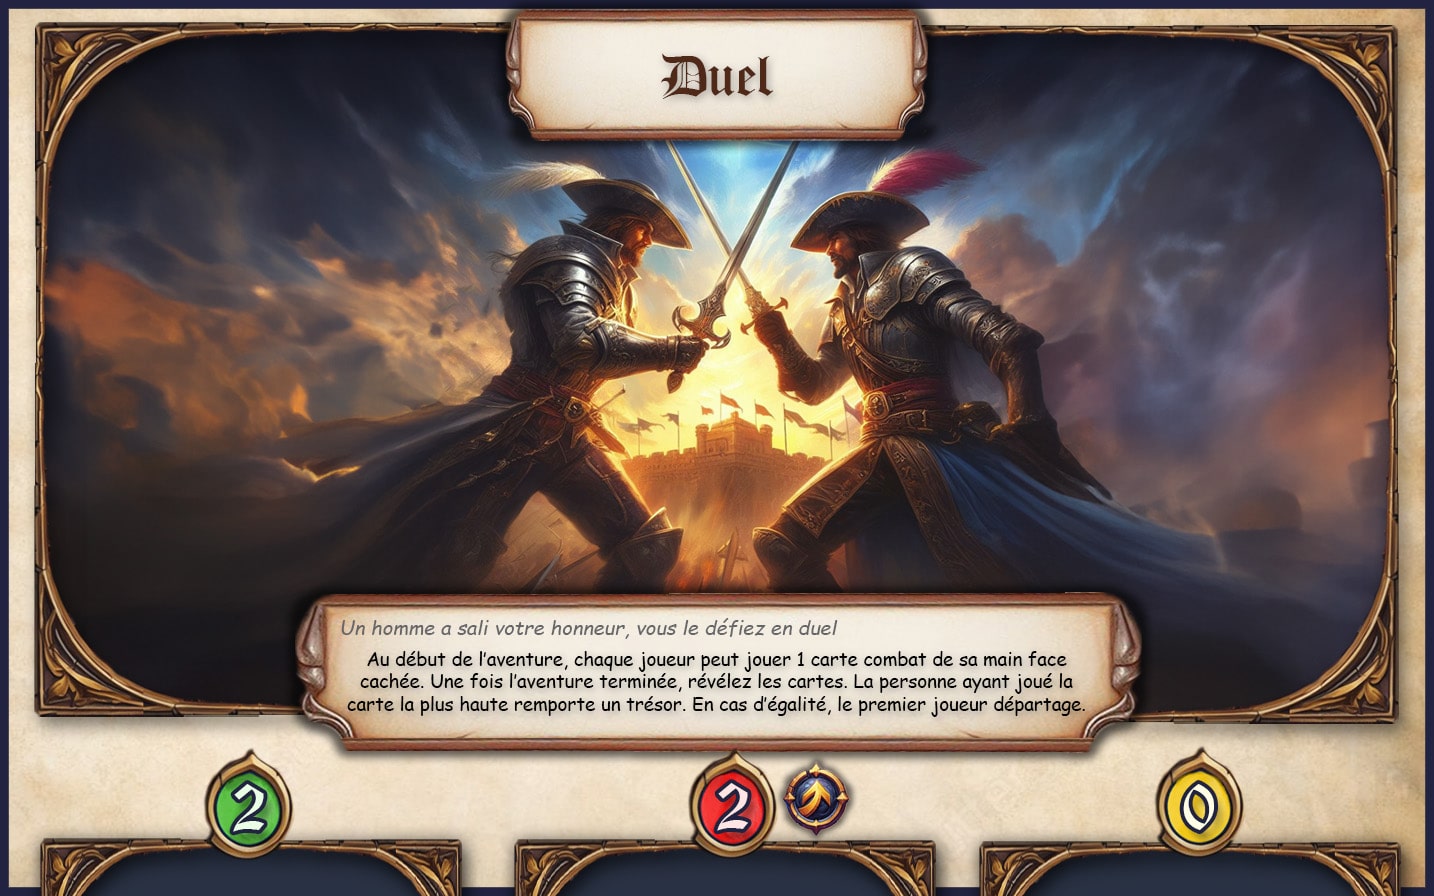 Duel
Un homme a sali votre honneur, vous le défiez en duel
Au début de l'aventure, chaque joueur peut jouer 1 carte combat de sa main face
cachée. Une fois l'aventure terminée, révélez les cartes. La personne ayant joué la
carte la plus haute remporte un trésor. En cas d'égalité, le premier joueur départage.
2 2 0